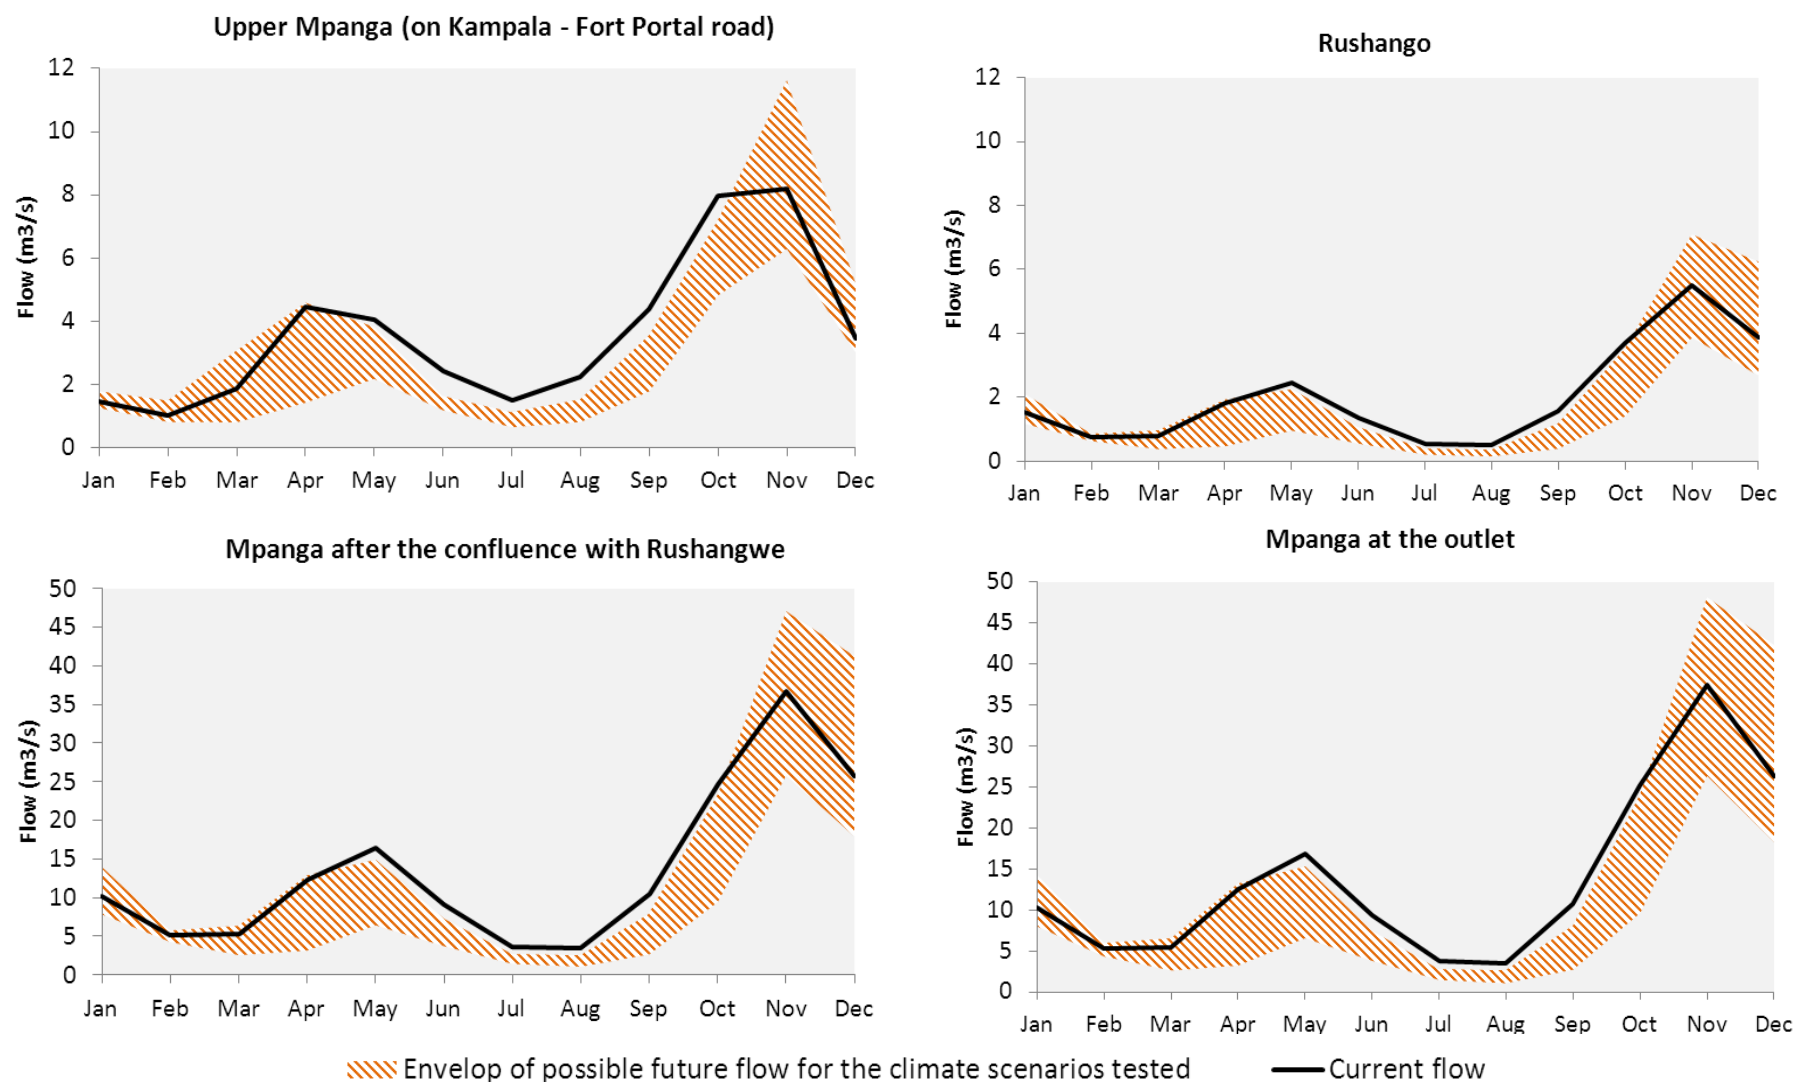 Upper Mpanga (on Kampala - Fort Portal road)
Flow (m3/s)
12
10
8
6
4
2
0
Jan Feb Mar Apr May Jun Jul Aug Sep Oct Nov Dec
Rushango
Flow (m3/s)
12
10
8
6
4
2
0
Jan Feb Mar Apr May Jun Jul Aug Sep Oct Nov Dec
Mpanga after the confluence with Rushangwe
Flow (m3/s)
50
45
40
35
30
25
20
15
10
5
0
Jan Feb Mar Apr May Jun Jul Aug Sep Oct Nov Dec
Mpanga at the outlet
Flow (m3/s)
50
45
40
35
30
25
20
15
10
5
0
Jan Feb Mar Apr May Jun Jul Aug Sep Oct Nov Dec
Envelop of possible future flow for the climate scenarios tested
Current flow